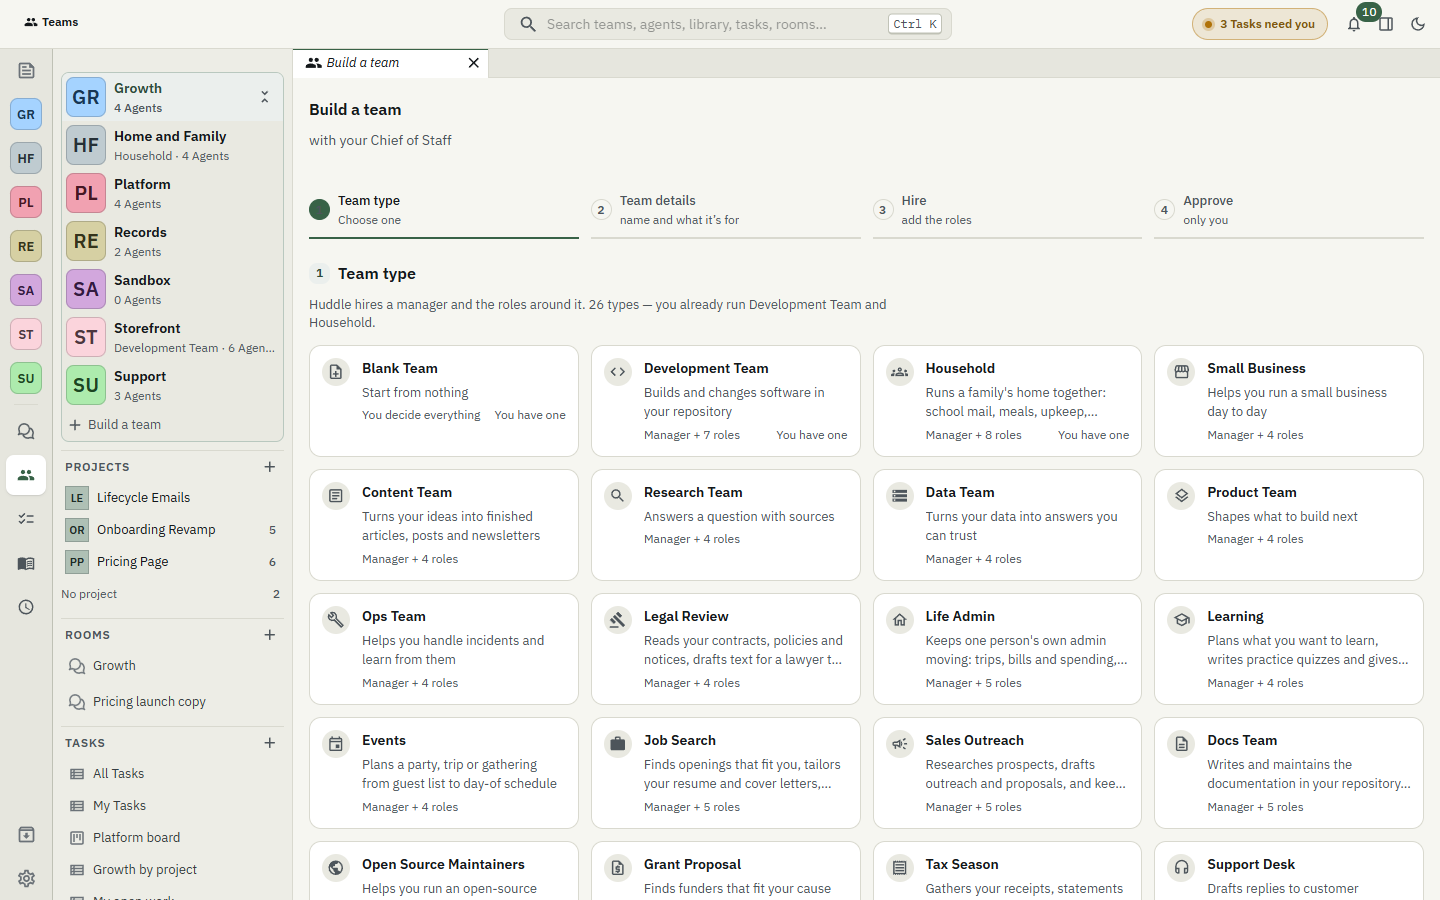 Teams
Search teams, agents, library, tasks, rooms...
Ctrl K
3 Tasks need you
10
GR
HF
PL
RE
SA
ST
SU
GR
Growth
4 Agents
HF
Home and Family
Household · 4 Agents
PL
Platform
4 Agents
RE
Records
2 Agents
SA
Sandbox
0 Agents
ST
Storefront
Development Team · 6 Agen...
SU
Support
3 Agents
Build a team
PROJECTS
LE
Lifecycle Emails
OR
Onboarding Revamp
5
PP
Pricing Page
6
No project
2
ROOMS
Growth
Pricing launch copy
TASKS
All Tasks
My Tasks
Platform board
Growth by project
Build a team
Build a team
with your Chief of Staff
Team type
Choose one
2
Team details
name and what it's for
3
Hire
add the roles
4
Approve
only you
1
Team type
Huddle hires a manager and the roles around it. 26 types — you already run Development Team and
Household.
Blank Team
Start from nothing
You decide everything
You have one
Development Team
Builds and changes software in
your repository
Manager + 7 roles
You have one
Household
Runs a family's home together:
school mail, meals, upkeep,...
Manager + 8 roles
You have one
Small Business
Helps you run a small business
day to day
Manager + 4 roles
Content Team
Turns your ideas into finished
articles, posts and newsletters
Manager + 4 roles
Research Team
Answers a question with sources
Manager + 4 roles
Data Team
Turns your data into answers you
can trust
Manager + 4 roles
Product Team
Shapes what to build next
Manager + 4 roles
Ops Team
Helps you handle incidents and
learn from them
Manager + 4 roles
Legal Review
Reads your contracts, policies and
notices, drafts text for a lawyer t...
Manager + 4 roles
Life Admin
Keeps one person's own admin
moving: trips, bills and spending,...
Manager + 5 roles
Learning
Plans what you want to learn,
writes practice quizzes and gives...
Manager + 4 roles
Events
Plans a party, trip or gathering
from guest list to day-of schedule
Manager + 4 roles
Job Search
Finds openings that fit you, tailors
your resume and cover letters,...
Manager + 5 roles
Sales Outreach
Researches prospects, drafts
outreach and proposals, and kee...
Manager + 5 roles
Docs Team
Writes and maintains the
documentation in your repository...
Manager + 5 roles
Open Source Maintainers
Helps you run an open-source
Grant Proposal
Finds funders that fit your cause
Tax Season
Gathers your receipts, statements
Support Desk
Drafts replies to customer